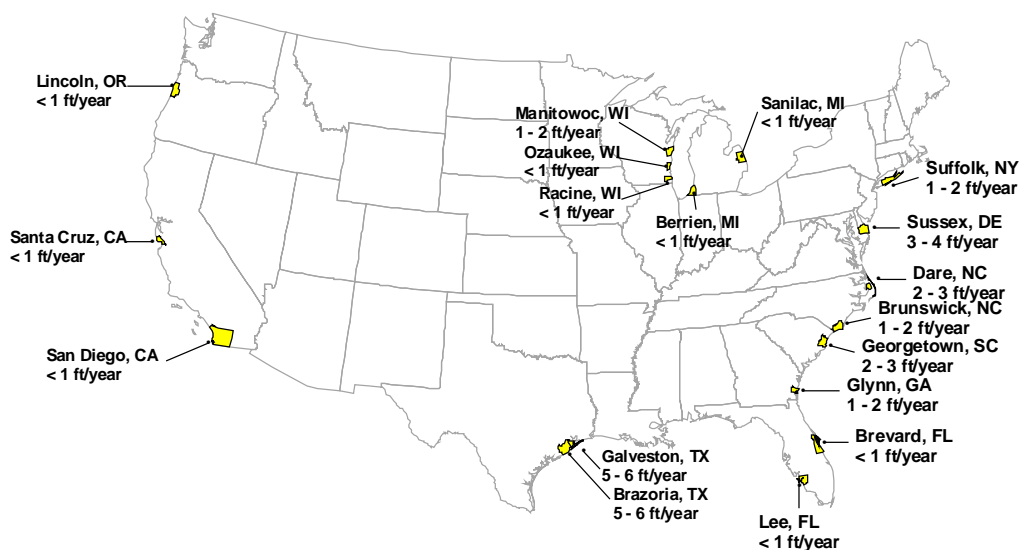 Lincoln, OR
< 1 ft/year
Manitowoc, WI
1 - 2 ft/year
Ozaukee, WI
< 1 ft/year
Racine, WI
< 1 ft/year
Sanilac, MI
< 1 ft/year
Berrien, MI
< 1 ft/year
Suffolk, NY
1 - 2 ft/year
Sussex, DE
3 - 4 ft/year
Santa Cruz, CA
< 1 ft/year
Dare, NC
2 - 3 ft/year
Brunswick, NC
1 - 2 ft/year
San Diego, CA
< 1 ft/year
Georgetown, SC
2 - 3 ft/year
Glynn, GA
1 - 2 ft/year
Brevard, FL
< 1 ft/year
Galveston, TX
5 - 6 ft/year
Brazoria, TX
5 - 6 ft/year
Lee, FL
< 1 ft/year